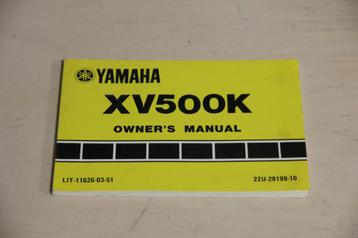 YAMAHA
XV500K
OWNER'S MANUAL
LIT-11626-03-51 22U-28199-10